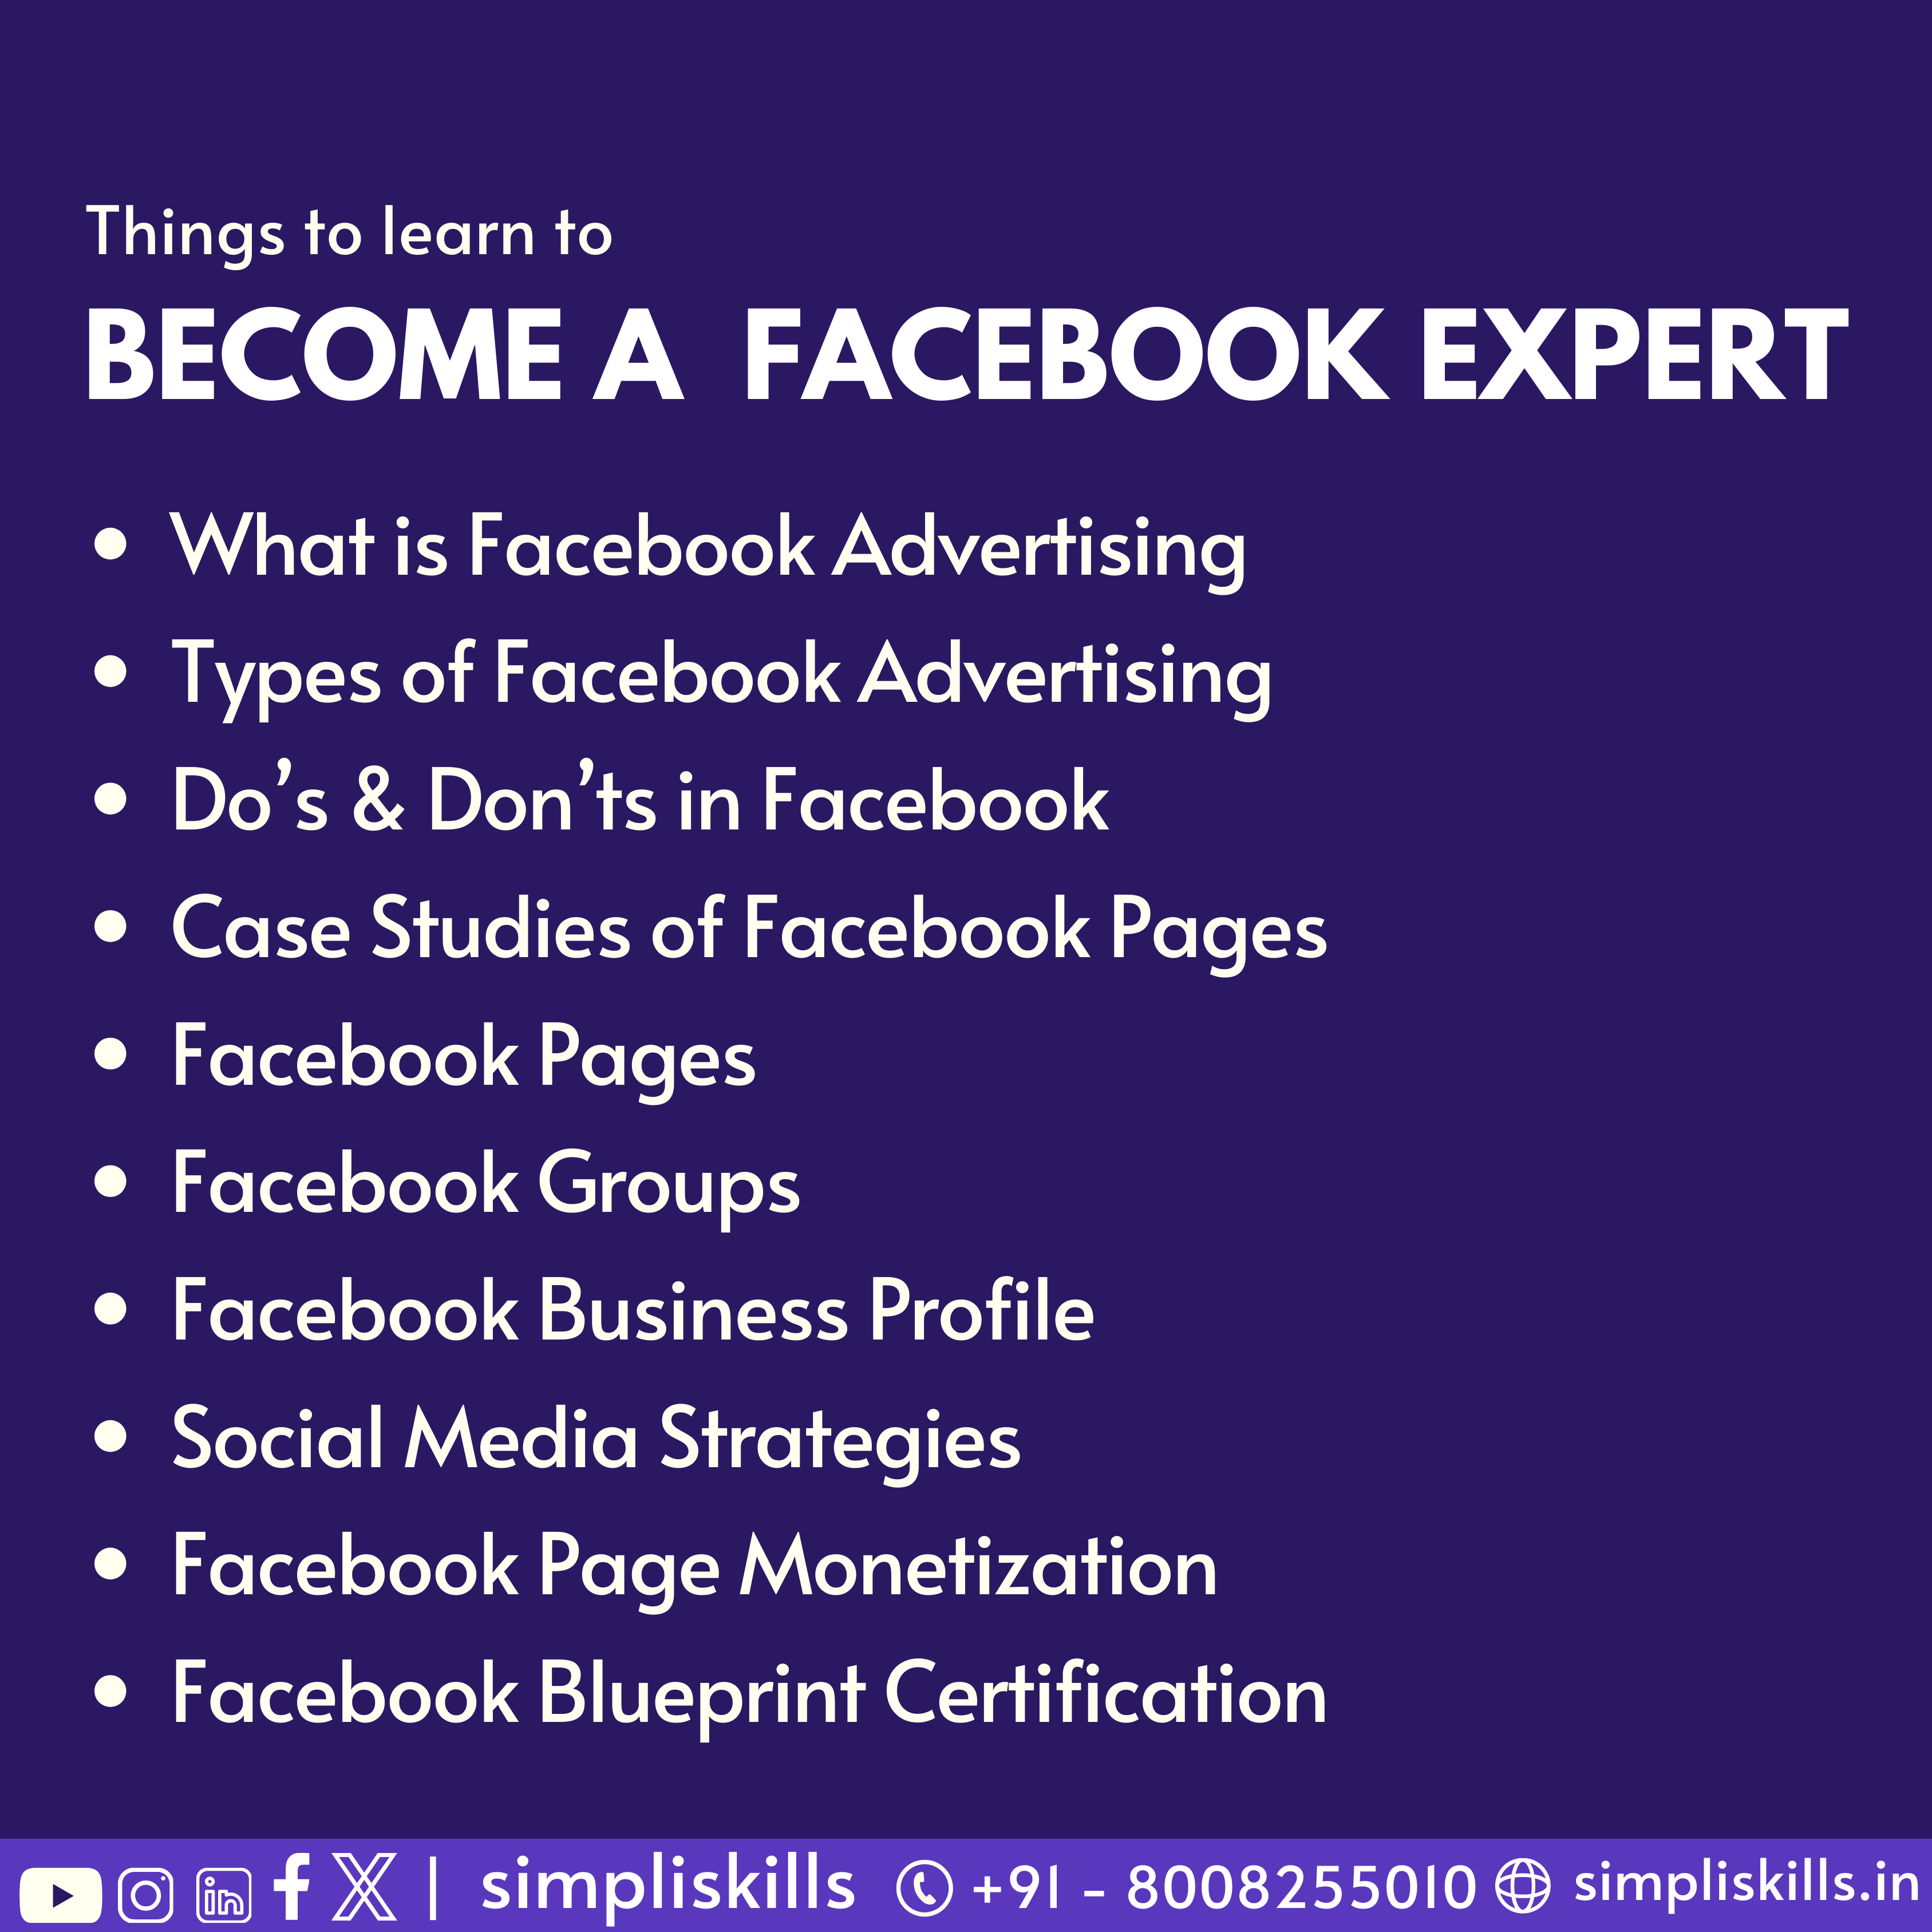 Things to learn to
BECOME A FACEBOOK EXPERT
• What is Facebook Advertising
• Types of Facebook Advertising
• Do’s & Don’ts in Facebook
• Case Studies of Facebook Pages
• Facebook Pages
• Facebook Groups
• Facebook Business Profile
• Social Media Strategies
• Facebook Page Monetization
• Facebook Blueprint Certification
| simpliskills +91 - 8008255010 simpliskills.in